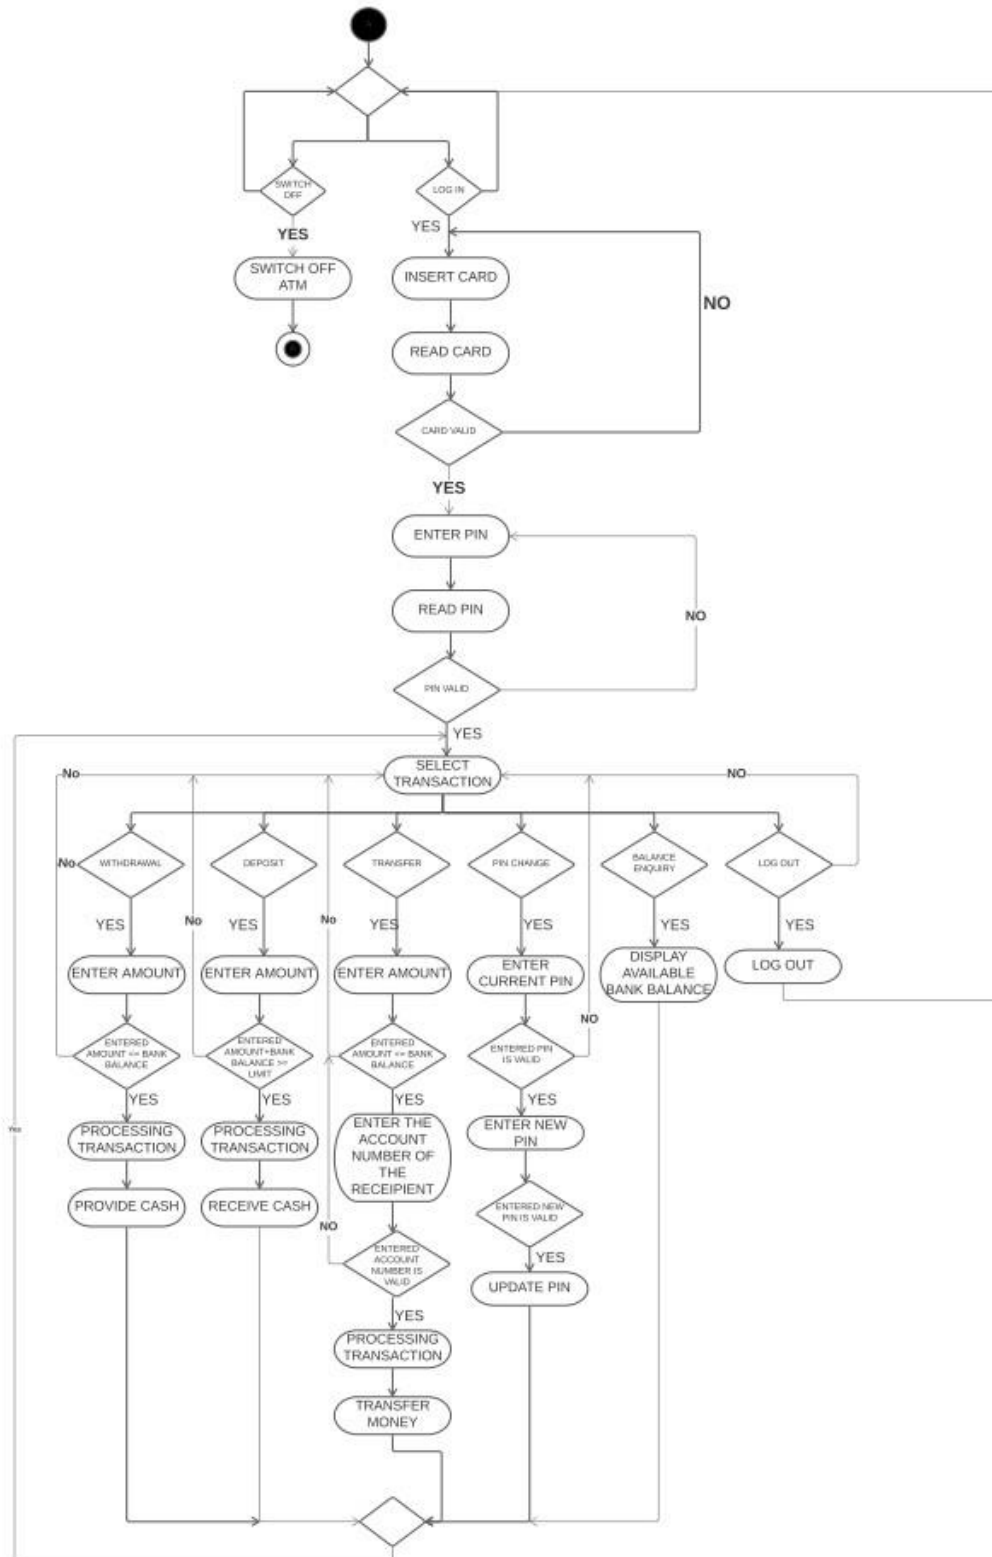 SWITCH
OFF
LOG IN
YES
YES
SWITCH OFF
ATM
INSERT CARD
NO
READ CARD
CARD VALID
YES
ENTER PIN
READ PIN
NO
PIN VALID
YES
SELECT
TRANSACTION
No
NO
WITHDRAWAL
DEPOSIT
TRANSFER
PIN CHANGE
BALANCE
ENQUIRY
LOG OUT
No
YES
No
YES
No
YES
YES
YES
YES
ENTER AMOUNT
ENTER AMOUNT
ENTER AMOUNT
ENTER
CURRENT PIN
DISPLAY
AVAILABLE
BANK BALANCE
LOG OUT
NO
ENTERED
AMOUNT <= BANK
BALANCE
ENTERED
AMOUNT+BANK
BALANCE >=
LIMIT
ENTERED
AMOUNT <= BANK
BALANCE
ENTERED PIN
IS VALID
YES
YES
YES
YES
Yes
PROCESSING
TRANSACTION
PROCESSING
TRANSACTION
ENTER THE
ACCOUNT
NUMBER OF
THE
RECEIPIENT
ENTER NEW
PIN
PROVIDE CASH
RECEIVE CASH
NO
ENTERED NEW
PIN IS VALID
ENTERED
ACCOUNT
NUMBER IS
VALID
YES
UPDATE PIN
YES
PROCESSING
TRANSACTION
TRANSFER
MONEY